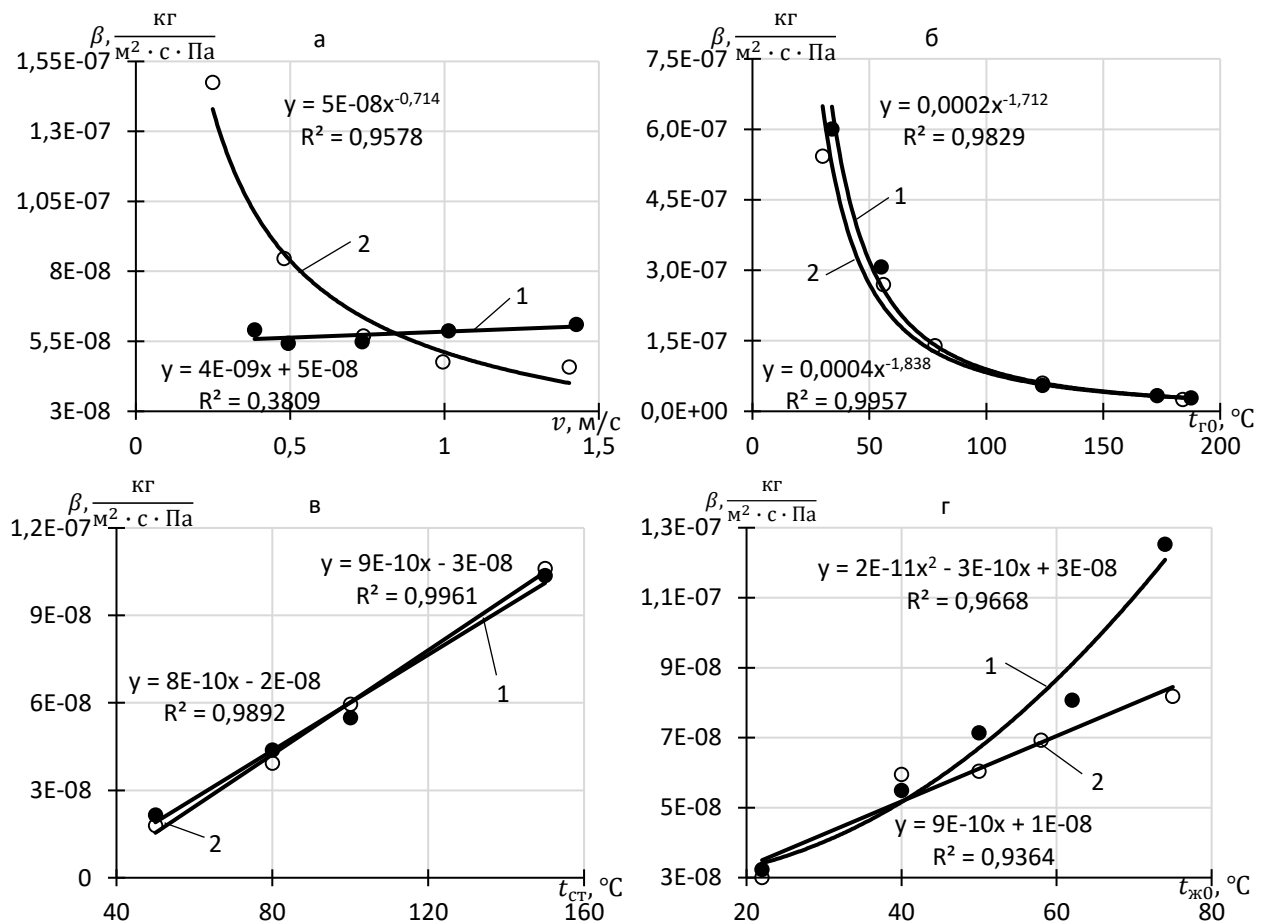 β, кг / м² · с · Па
а
1,55E-07
1,3E-07
1,05E-07
8E-08
5,5E-08
3E-08
y = 5E-08x^-0,714
R² = 0,9578
2
1
y = 4E-09x + 5E-08
R² = 0,3809
0
0,5
1
1,5
v, м/с
β, кг / м² · с · Па
б
7,5E-07
6,0E-07
4,5E-07
3,0E-07
1,5E-07
0,0E+00
y = 0,0002x^-1,712
R² = 0,9829
1
2
y = 0,0004x^-1,838
R² = 0,9957
0
50
100
150
200
tг0, °C
β, кг / м² · с · Па
в
1,2E-07
9E-08
6E-08
3E-08
0
y = 9E-10x - 3E-08
R² = 0,9961
1
y = 8E-10x - 2E-08
R² = 0,9892
2
40
80
120
160
tст, °C
β, кг / м² · с · Па
г
1,3E-07
1,1E-07
9E-08
7E-08
5E-08
3E-08
y = 2E-11x² - 3E-10x + 3E-08
R² = 0,9668
1
2
y = 9E-10x + 1E-08
R² = 0,9364
20
40
60
80
tж0, °C